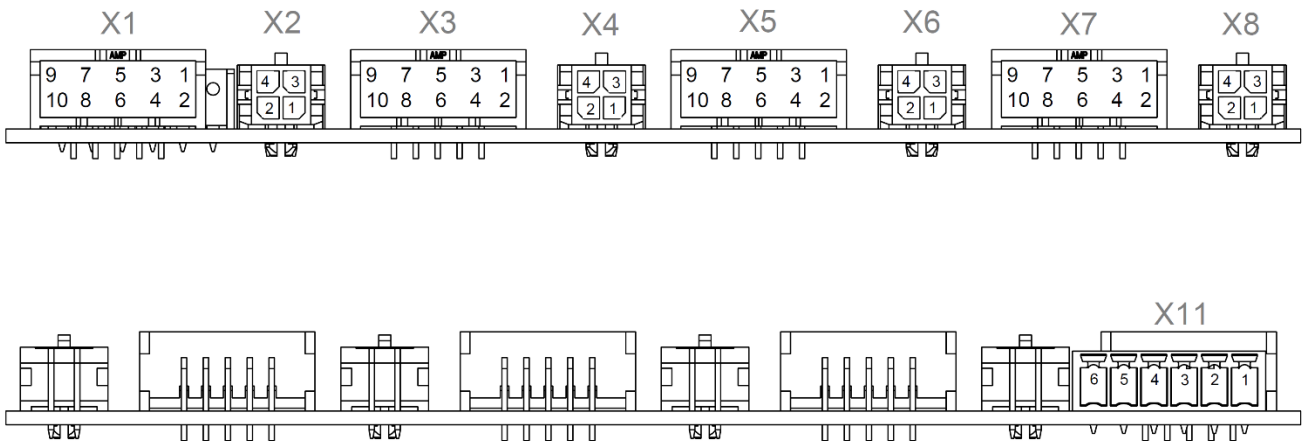 X1 X2 X3 X4 X5 X6 X7 X8
AMP AMP AMP AMP
9 7 5 3 1 4 3 9 7 5 3 1 4 3 9 7 5 3 1 4 3 9 7 5 3 1 4 3
10 8 6 4 2 2 1 10 8 6 4 2 2 1 10 8 6 4 2 2 1 10 8 6 4 2 2 1
X11
6 5 4 3 2 1